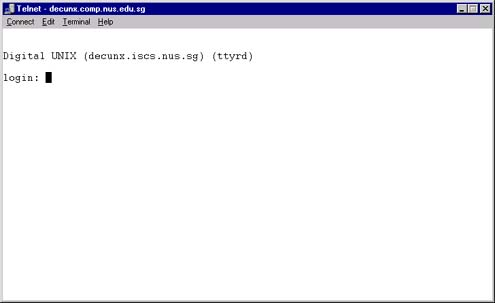 Telnet - decunx.comp.nus.edu.sg
Connect Edit Terminal Help
Digital UNIX (decunx.iscs.nus.sg) (ttyrd)
login: